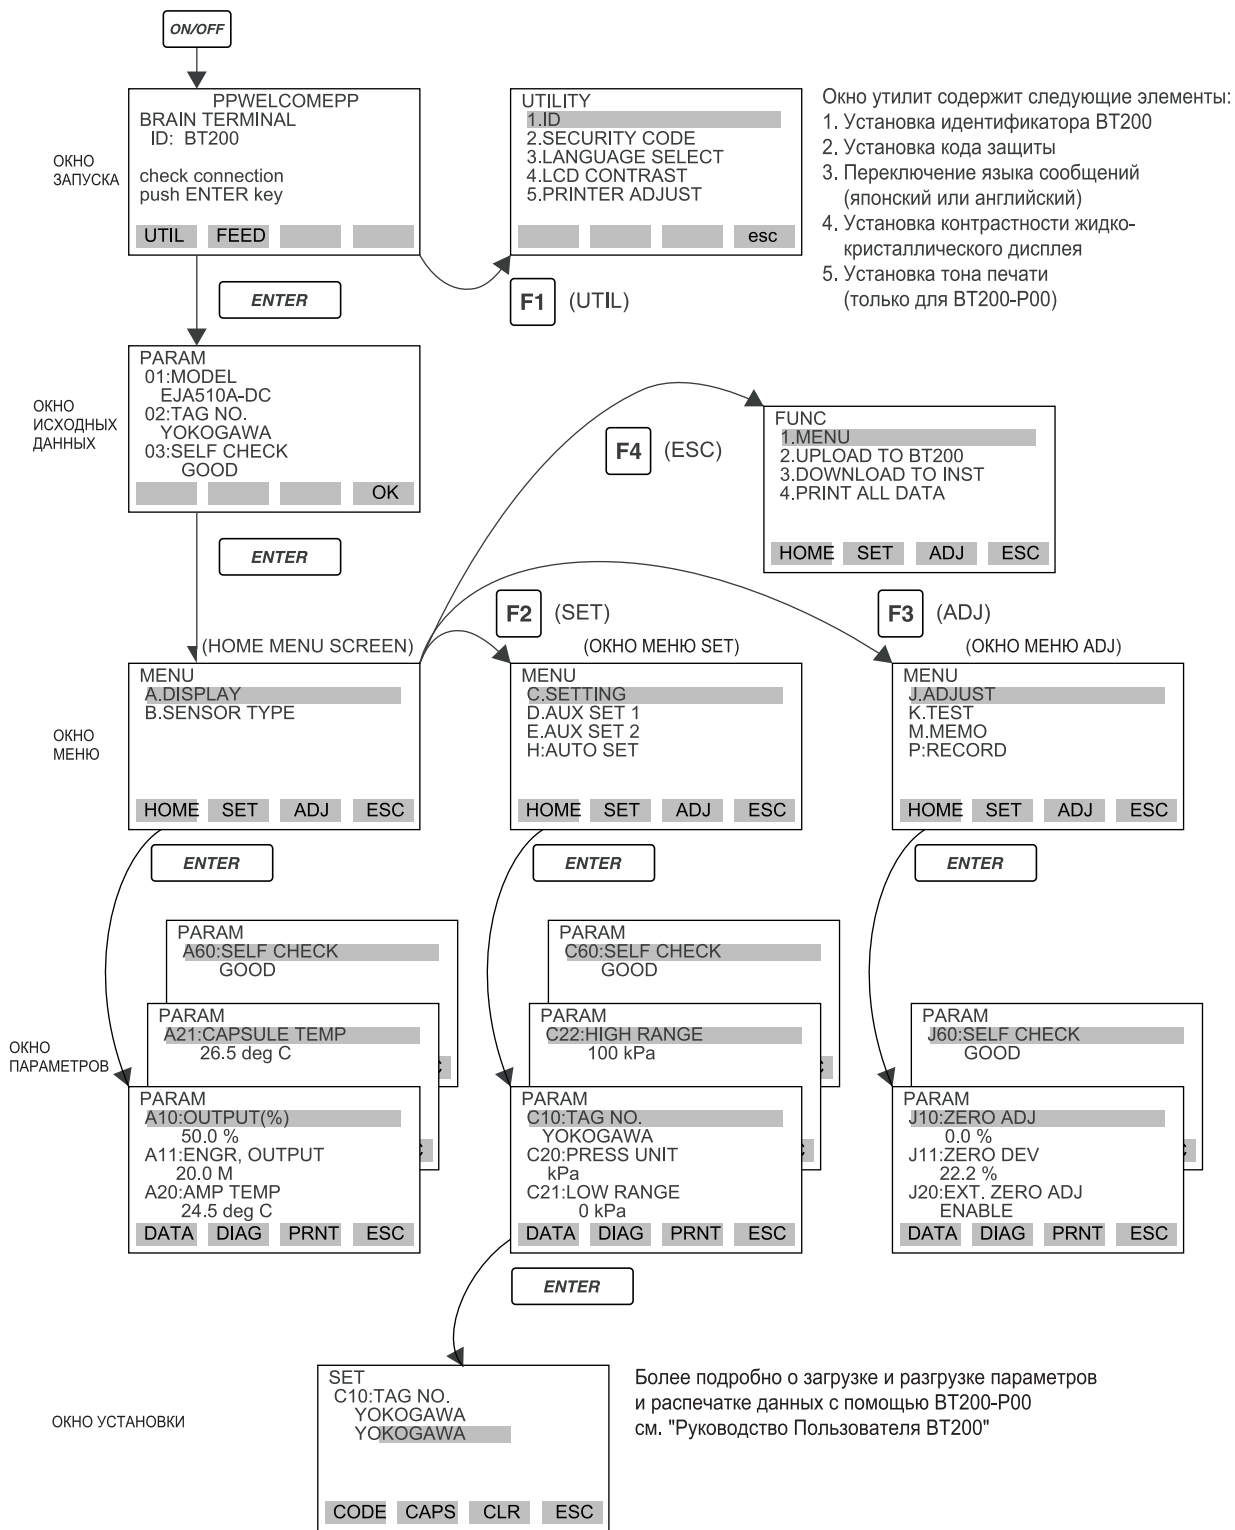 ON/OFF
ОКНО
ЗАПУСКА
PPWELCOMEPP
BRAIN TERMINAL
ID: BT200
check connection
push ENTER key
UTIL FEED
UTILITY
1.ID
2.SECURITY CODE
3.LANGUAGE SELECT
4.LCD CONTRAST
5.PRINTER ADJUST
esc
Окно утилит содержит следующие элементы:
1. Установка идентификатора BT200
2. Установка кода защиты
3. Переключение языка сообщений
(японский или английский)
4. Установка контрастности жидко-
кристаллического дисплея
5. Установка тона печати
(только для BT200-P00)
ENTER
F1 (UTIL)
ОКНО
ИСХОДНЫХ
ДАННЫХ
PARAM
01:MODEL
EJA510A-DC
02:TAG NO.
YOKOGAWA
03:SELF CHECK
GOOD
OK
ENTER
F4 (ESC)
FUNC
1.MENU
2.UPLOAD TO BT200
3.DOWNLOAD TO INST
4.PRINT ALL DATA
HOME SET ADJ ESC
F2 (SET)
F3 (ADJ)
(HOME MENU SCREEN)
(ОКНО МЕНЮ SET)
(ОКНО МЕНЮ ADJ)
ОКНО
МЕНЮ
MENU
A.DISPLAY
B.SENSOR TYPE
HOME SET ADJ ESC
MENU
C.SETTING
D.AUX SET 1
E.AUX SET 2
H:AUTO SET
HOME SET ADJ ESC
MENU
J.ADJUST
K.TEST
M.MEMO
P:RECORD
HOME SET ADJ ESC
ENTER
ENTER
ENTER
ОКНО
ПАРАМЕТРОВ
PARAM
A60:SELF CHECK
GOOD
PARAM
A21:CAPSULE TEMP
26.5 deg C
PARAM
A10:OUTPUT(%)
50.0 %
A11:ENGR, OUTPUT
20.0 M
A20:AMP TEMP
24.5 deg C
DATA DIAG PRNT ESC
PARAM
C60:SELF CHECK
GOOD
PARAM
C22:HIGH RANGE
100 kPa
PARAM
C10:TAG NO.
YOKOGAWA
C20:PRESS UNIT
kPa
C21:LOW RANGE
0 kPa
DATA DIAG PRNT ESC
PARAM
J60:SELF CHECK
GOOD
PARAM
J10:ZERO ADJ
0.0 %
J11:ZERO DEV
22.2 %
J20:EXT. ZERO ADJ
ENABLE
DATA DIAG PRNT ESC
ENTER
ОКНО УСТАНОВКИ
SET
C10:TAG NO.
YOKOGAWA
YOKOGAWA
CODE CAPS CLR ESC
Более подробно о загрузке и разгрузке параметров
и распечатке данных с помощью BT200-P00
см. "Руководство Пользователя BT200"